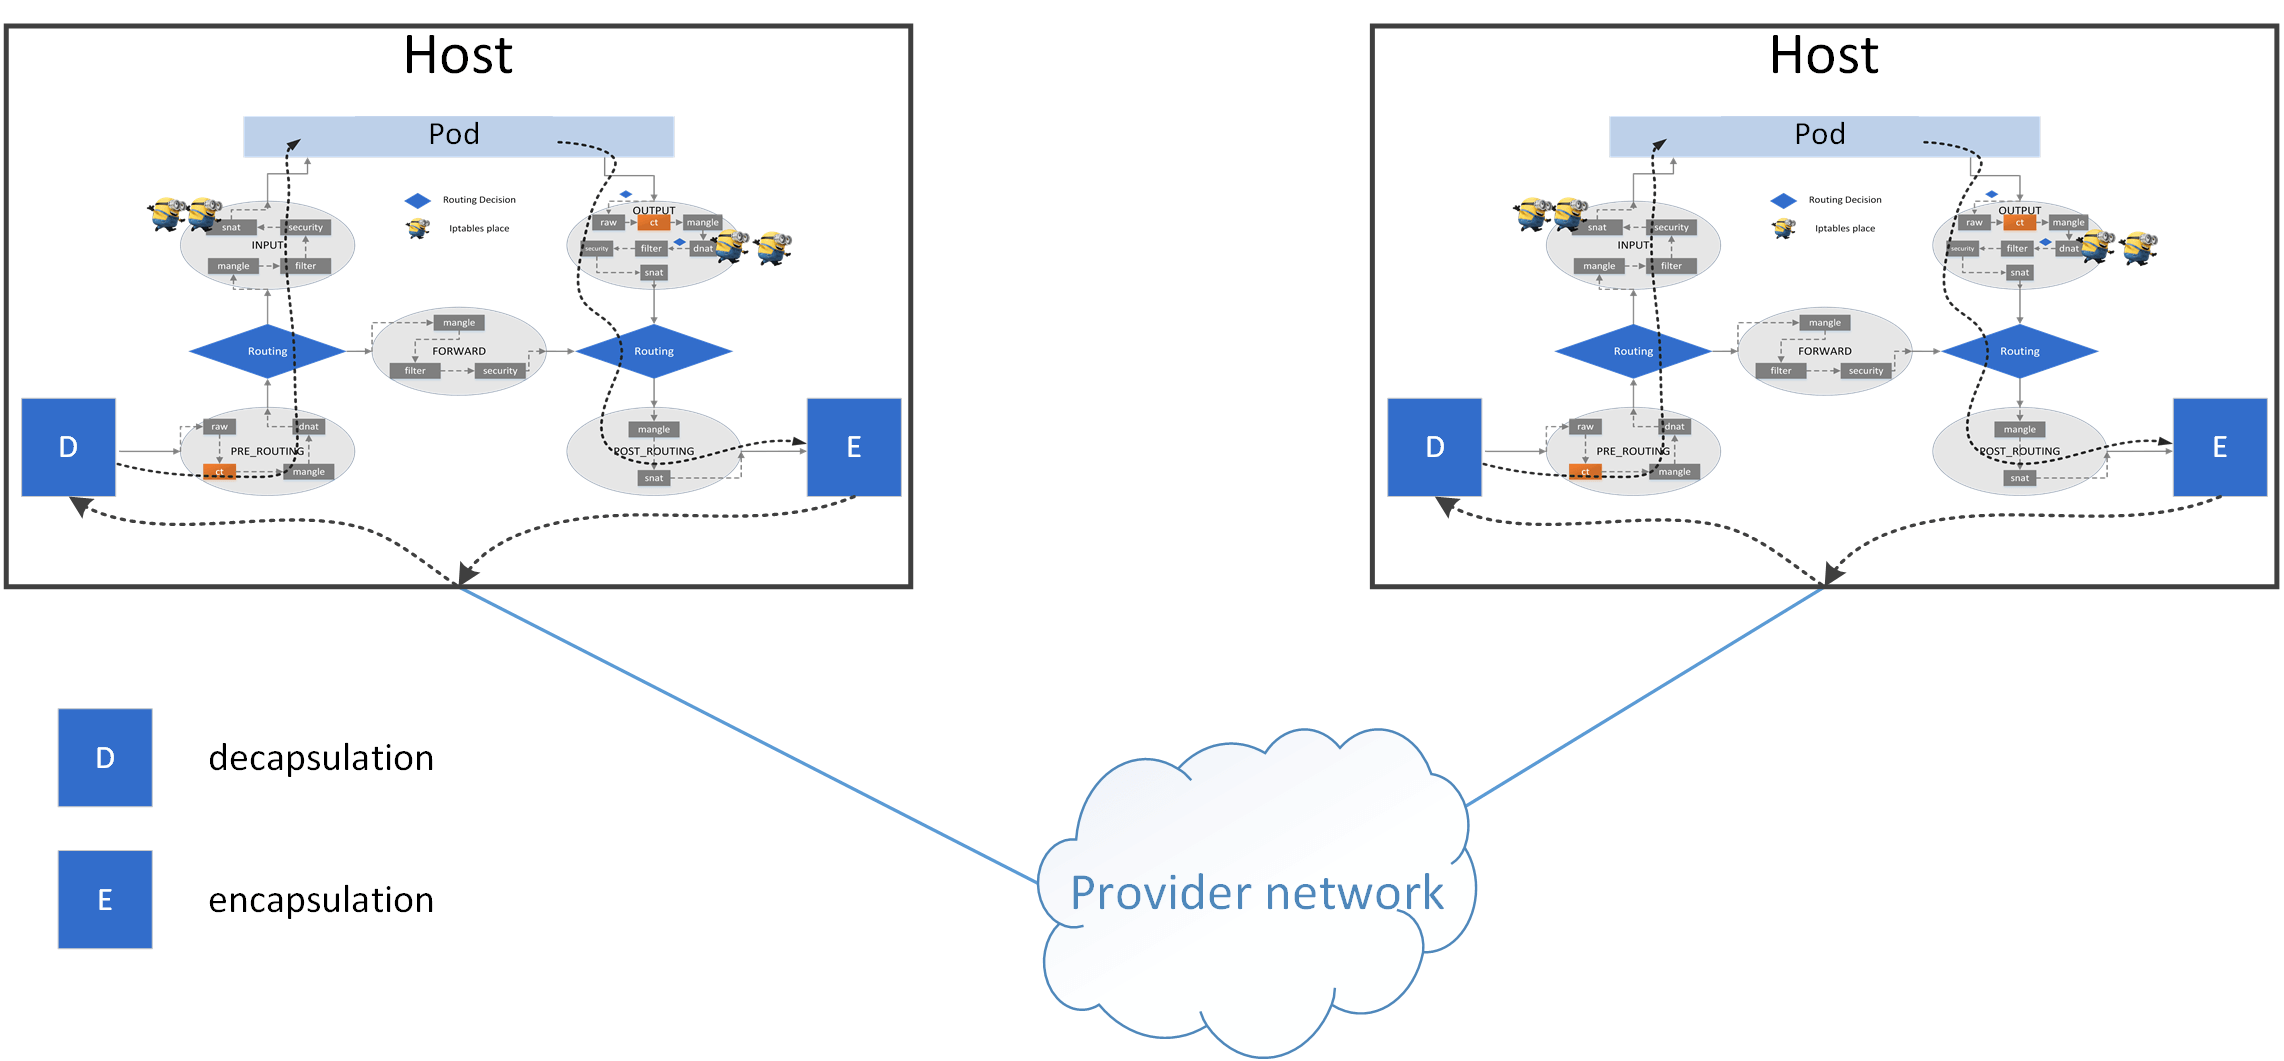 Host
Pod
Routing Decision
Iptables place
snat
security
INPUT
mangle
filter
OUTPUT
raw
ct
mangle
security
filter
dnat
snat
Routing
mangle
FORWARD
filter
security
Routing
D
raw
dnat
PRE_ROUTING
ct
mangle
mangle
POST_ROUTING
snat
E
Host
Pod
Routing Decision
Iptables place
snat
security
INPUT
mangle
filter
OUTPUT
raw
ct
mangle
security
filter
dnat
snat
Routing
mangle
FORWARD
filter
security
Routing
D
raw
dnat
PRE_ROUTING
ct
mangle
mangle
POST_ROUTING
snat
E
D
decapsulation
E
encapsulation
Provider network